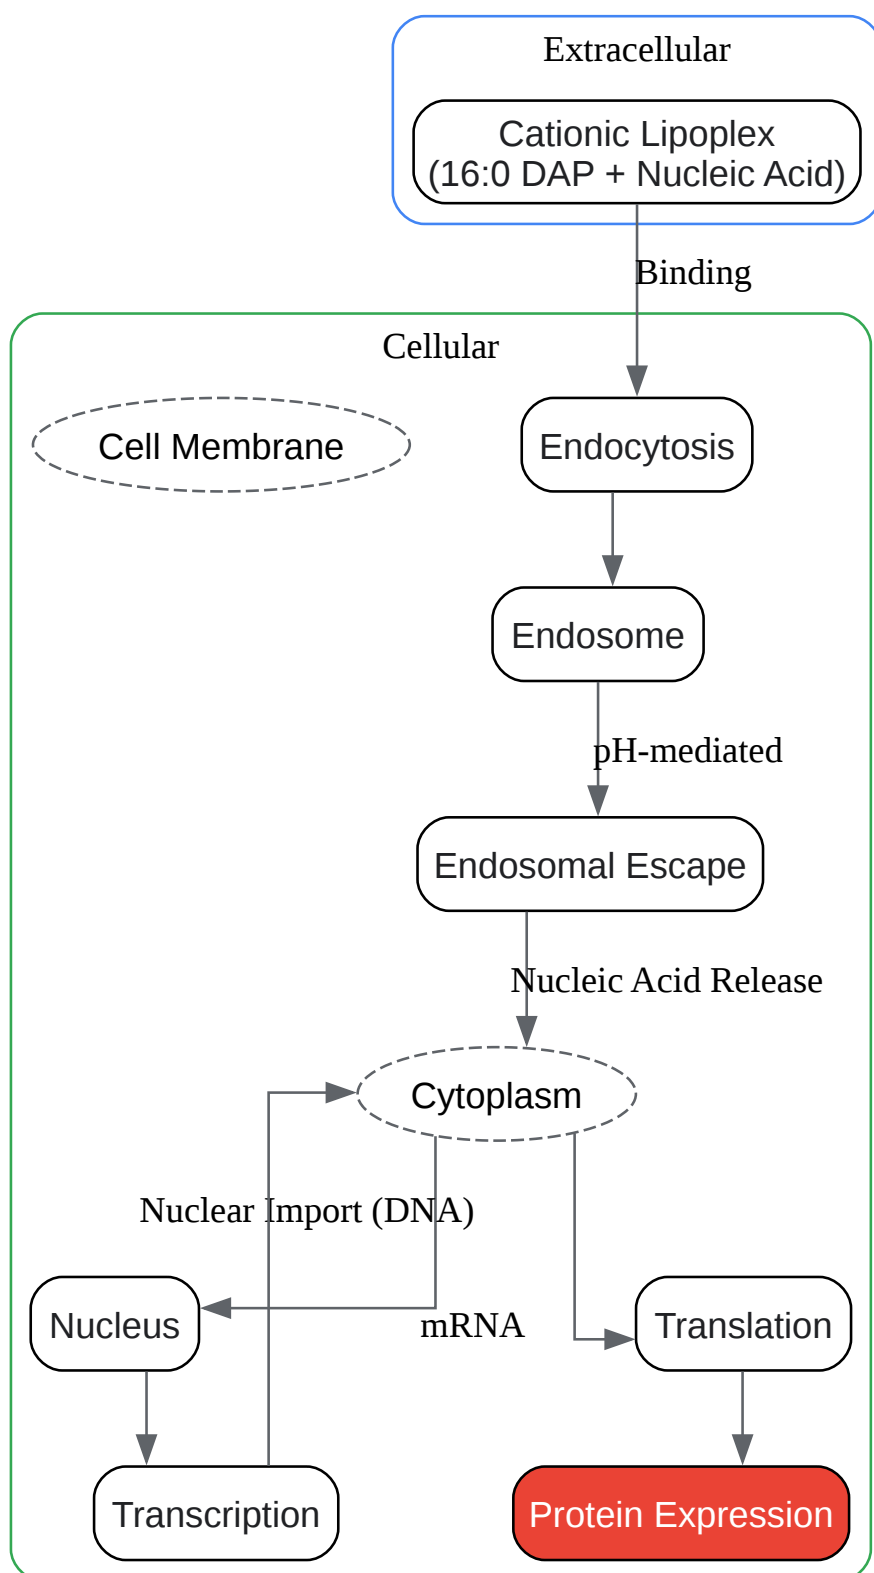 Extracellular
Cationic Lipoplex
(16:0 DAP + Nucleic Acid)
Binding
Cellular
Cell Membrane
Endocytosis
Endosome
pH-mediated
Endosomal Escape
Nucleic Acid Release
Cytoplasm
Nuclear Import (DNA)
Nucleus
mRNA
Translation
Transcription
Protein Expression